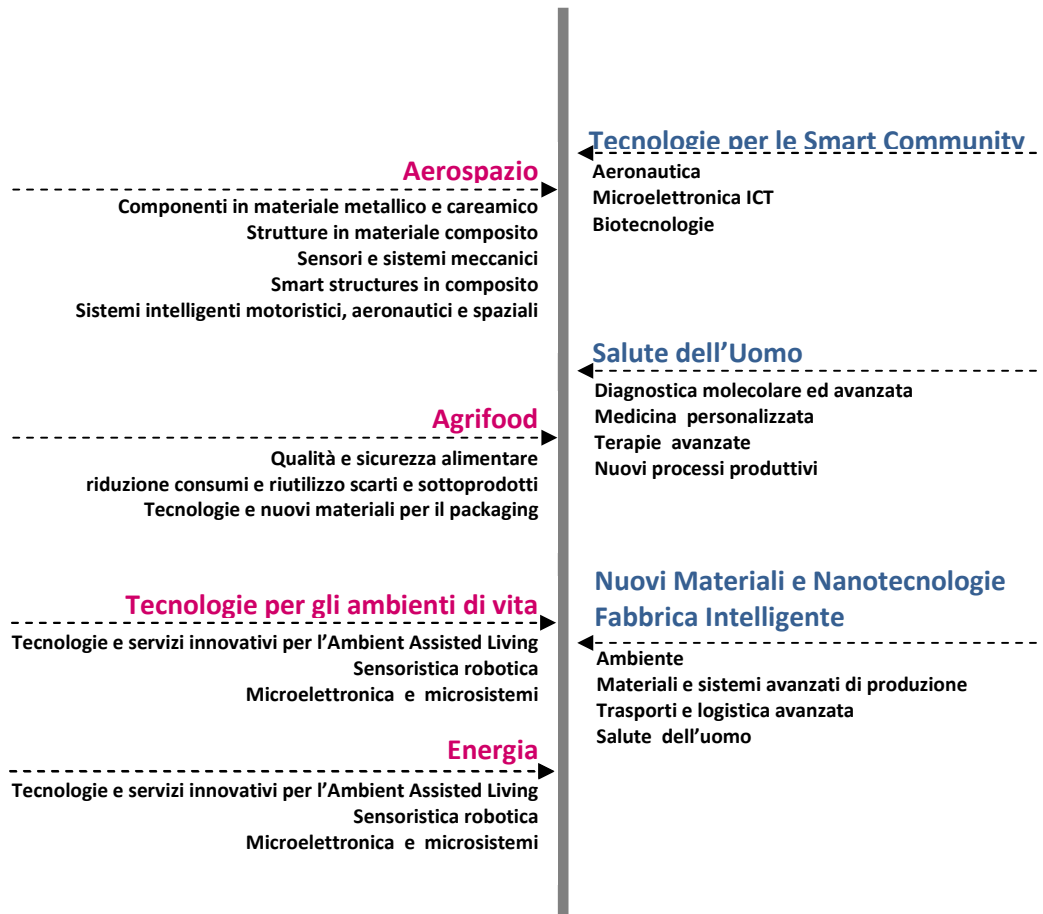 Aerospazio
Componenti in materiale metallico e careamico
Strutture in materiale composito
Sensori e sistemi meccanici
Smart structures in composito
Sistemi intelligenti motoristici, aeronautici e spaziali
Agrifood
Qualità e sicurezza alimentare
riduzione consumi e riutilizzo scarti e sottoprodotti
Tecnologie e nuovi materiali per il packaging
Tecnologie per gli ambienti di vita
Tecnologie e servizi innovativi per l’Ambient Assisted Living
Sensoristica robotica
Microelettronica e microsistemi
Energia
Tecnologie e servizi innovativi per l’Ambient Assisted Living
Sensoristica robotica
Microelettronica e microsistemi
Tecnologie per le Smart Community
Aeronautica
Microelettronica ICT
Biotecnologie
Salute dell’Uomo
Diagnostica molecolare ed avanzata
Medicina personalizzata
Terapie avanzate
Nuovi processi produttivi
Nuovi Materiali e Nanotecnologie
Fabbrica Intelligente
Ambiente
Materiali e sistemi avanzati di produzione
Trasporti e logistica avanzata
Salute dell’uomo